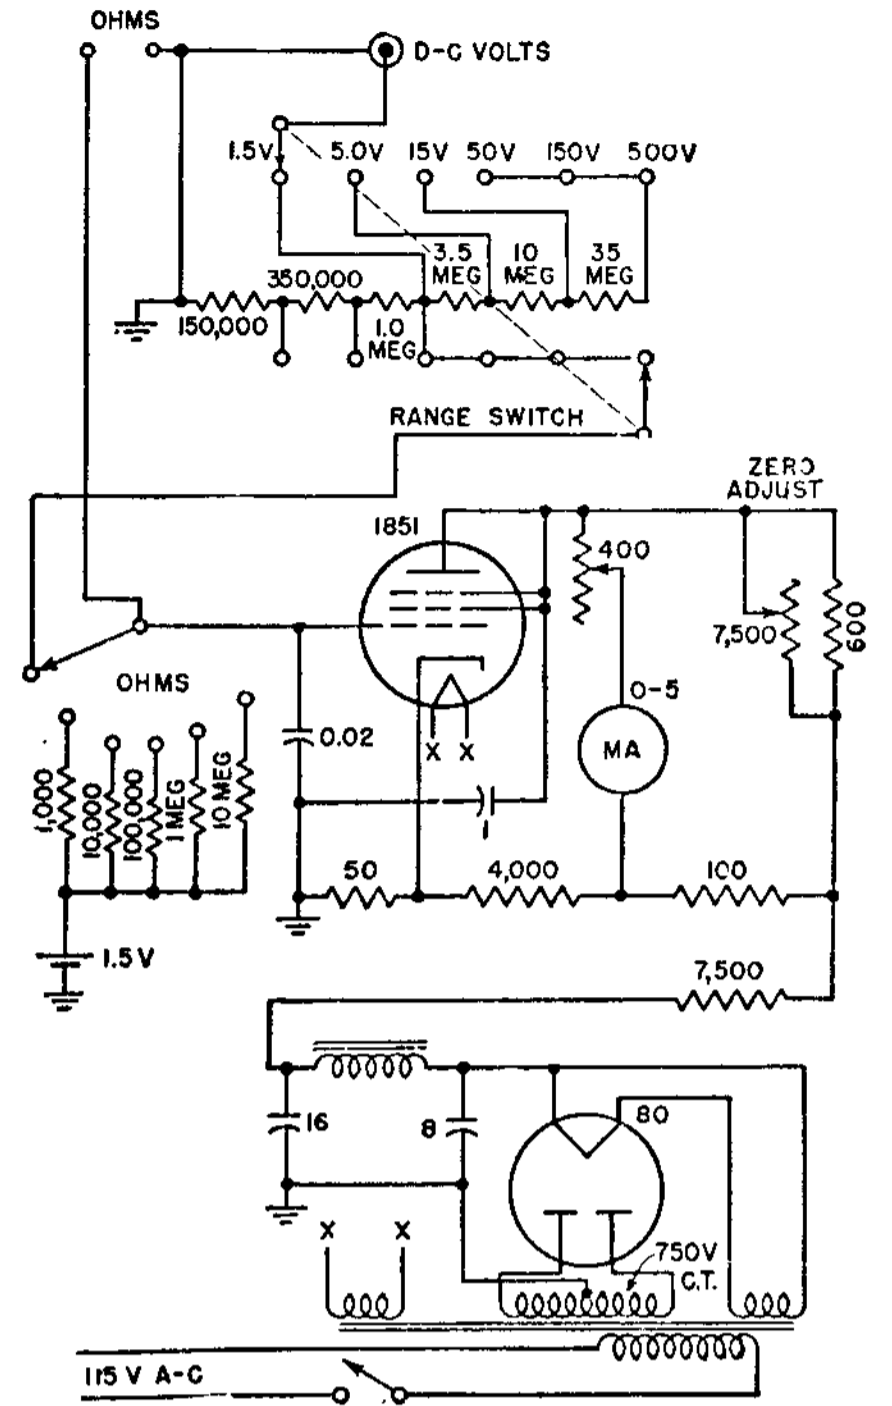 OHMS
D-C VOLTS
1.5V 5.0V 15V 50V 150V 500V
3.5 MEG
10 MEG
35 MEG
350,000
150,000
1.0 MEG
RANGE SWITCH
ZERO ADJUST
1851
400
7,500
600
OHMS
0-5
MA
0.02
X X
1,000
10,000
100,000
1 MEG
10 MEG
1
50
4,000
100
1.5V
7,500
16
8
80
X X
750V
C.T.
115 V A-C